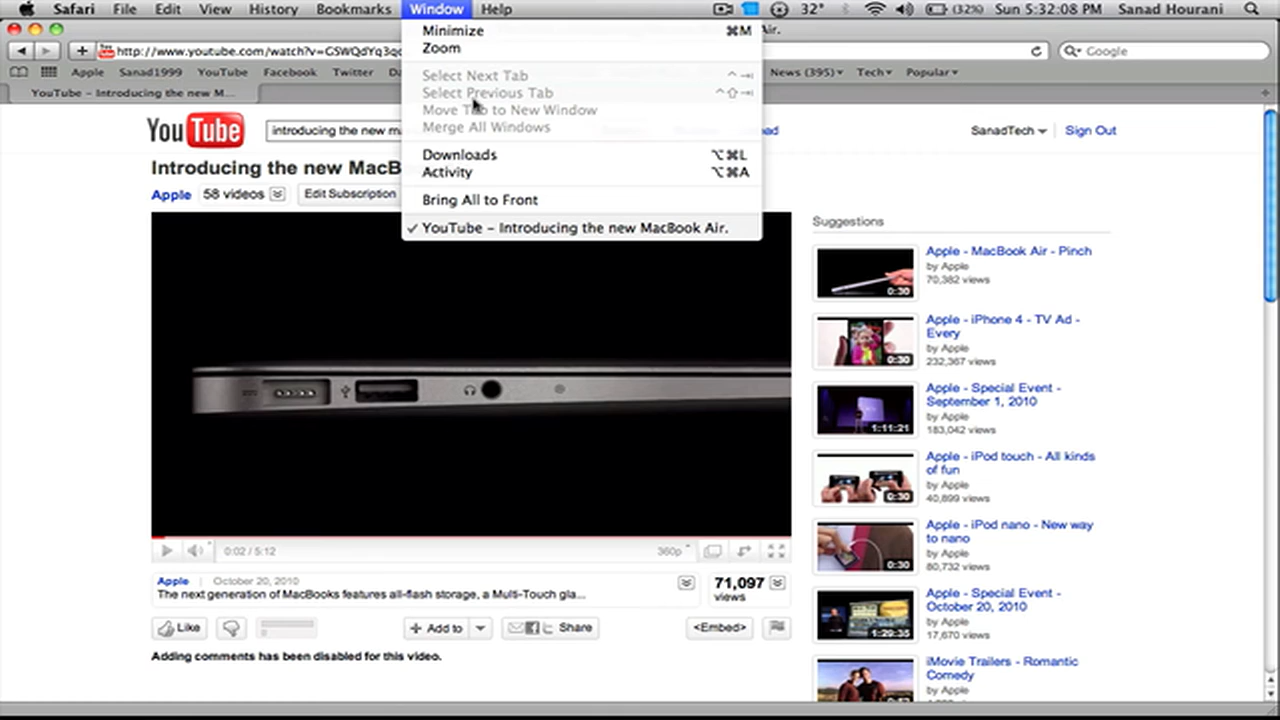 Safari File Edit View History Bookmarks Window Help 32° (32%) Sun 5:32:08 PM Sanad Hourani
Air.
http://www.youtube.com/watch?v=GSWQdYq3qc
Google
Apple Sanad1999 YouTube Facebook Twitter News (395) Tech Popular
YouTube – Introducing the new M...
Minimize ⌘M
Zoom
Select Next Tab
Select Previous Tab
Move Tab to New Window
Merge All Windows
Downloads ⌥⌘L
Activity ⌥⌘A
Bring All to Front
✓ YouTube – Introducing the new MacBook Air.
YouTube
introducing the new ma
SanadTech Sign Out
Introducing the new MacB
Apple 58 videos Edit Subscription
0:02 / 5:12 360p
Apple | October 20, 2010
The next generation of MacBooks features all-flash storage, a Multi-Touch gla...
71,097
views
Like
Add to
Share
<Embed>
Adding comments has been disabled for this video.
Suggestions
0:30
Apple - MacBook Air - Pinch
by Apple
70,382 views
0:30
Apple - iPhone 4 - TV Ad -
Every
by Apple
232,367 views
1:11:21
Apple - Special Event -
September 1, 2010
by Apple
183,042 views
0:30
Apple - iPod touch - All kinds
of fun
by Apple
40,899 views
0:30
Apple - iPod nano - New way
to nano
by Apple
80,732 views
1:29:35
Apple - Special Event -
October 20, 2010
by Apple
17,670 views
iMovie Trailers - Romantic
Comedy
by Apple